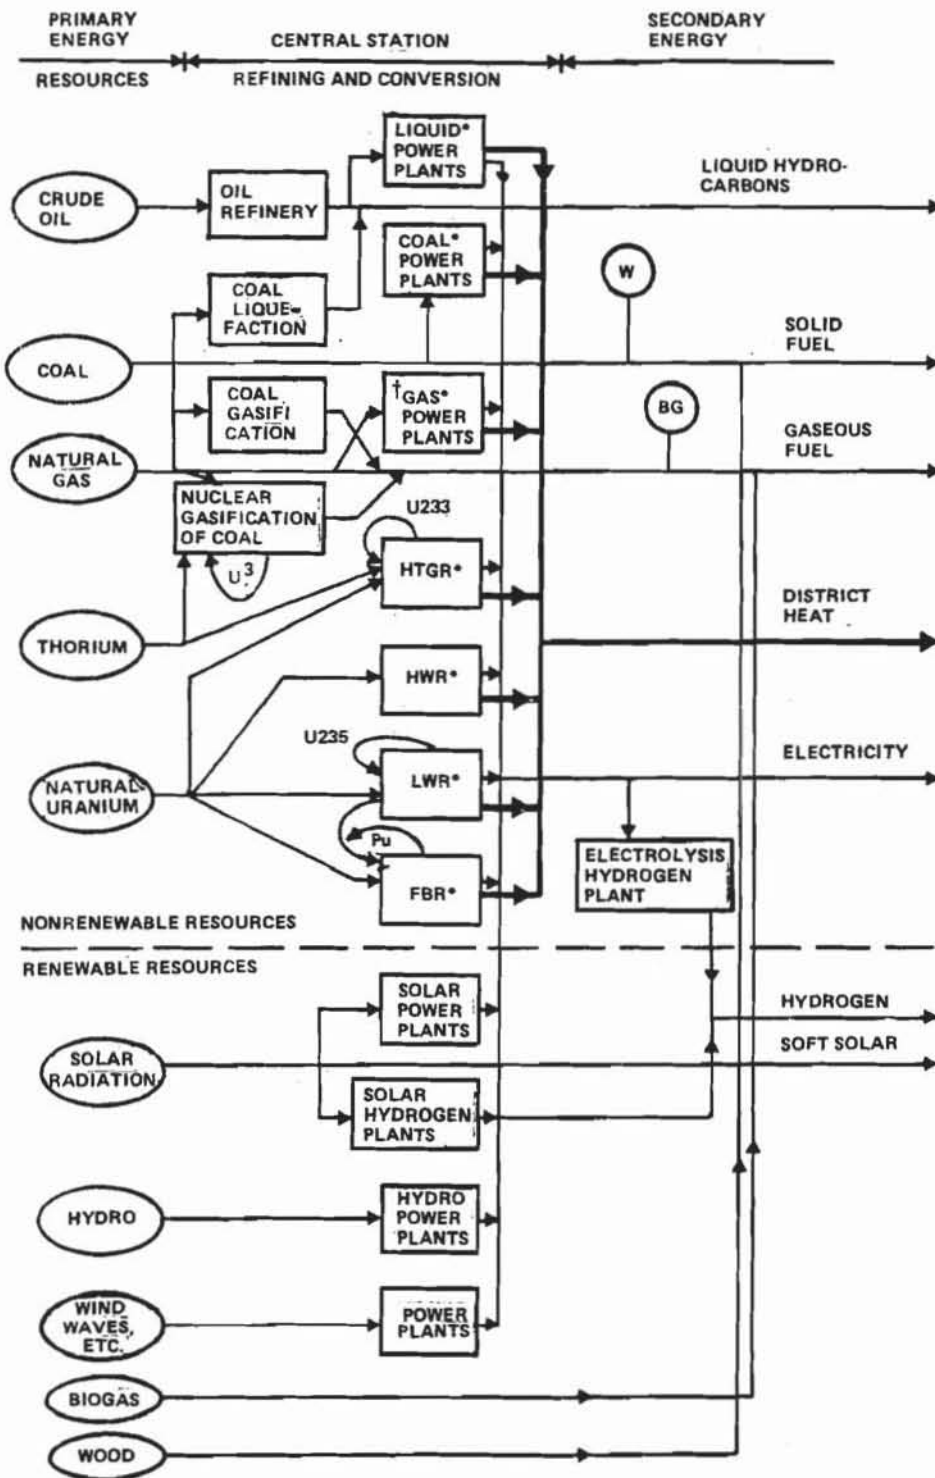 PRIMARY
ENERGY
RESOURCES
CENTRAL STATION
REFINING AND CONVERSION
SECONDARY
ENERGY
LIQUID*
POWER
PLANTS
LIQUID HYDRO-
CARBONS
CRUDE
OIL
OIL
REFINERY
COAL*
POWER
PLANTS
W
COAL
LIQUE-
FACTION
SOLID
FUEL
COAL
COAL
GASIFI
CATION
†GAS*
POWER
PLANTS
BG
GASEOUS
FUEL
NATURAL
GAS
NUCLEAR
GASIFICATION
OF COAL
U233
HTGR*
U3
DISTRICT
HEAT
THORIUM
HWR*
U235
LWR*
ELECTRICITY
NATURAL
URANIUM
Pu
FBR*
ELECTROLYSIS
HYDROGEN
PLANT
NONRENEWABLE RESOURCES
RENEWABLE RESOURCES
SOLAR
POWER
PLANTS
HYDROGEN
SOFT SOLAR
SOLAR
RADIATION
SOLAR
HYDROGEN
PLANTS
HYDRO
HYDRO
POWER
PLANTS
WIND
WAVES,
ETC.
POWER
PLANTS
BIOGAS
WOOD